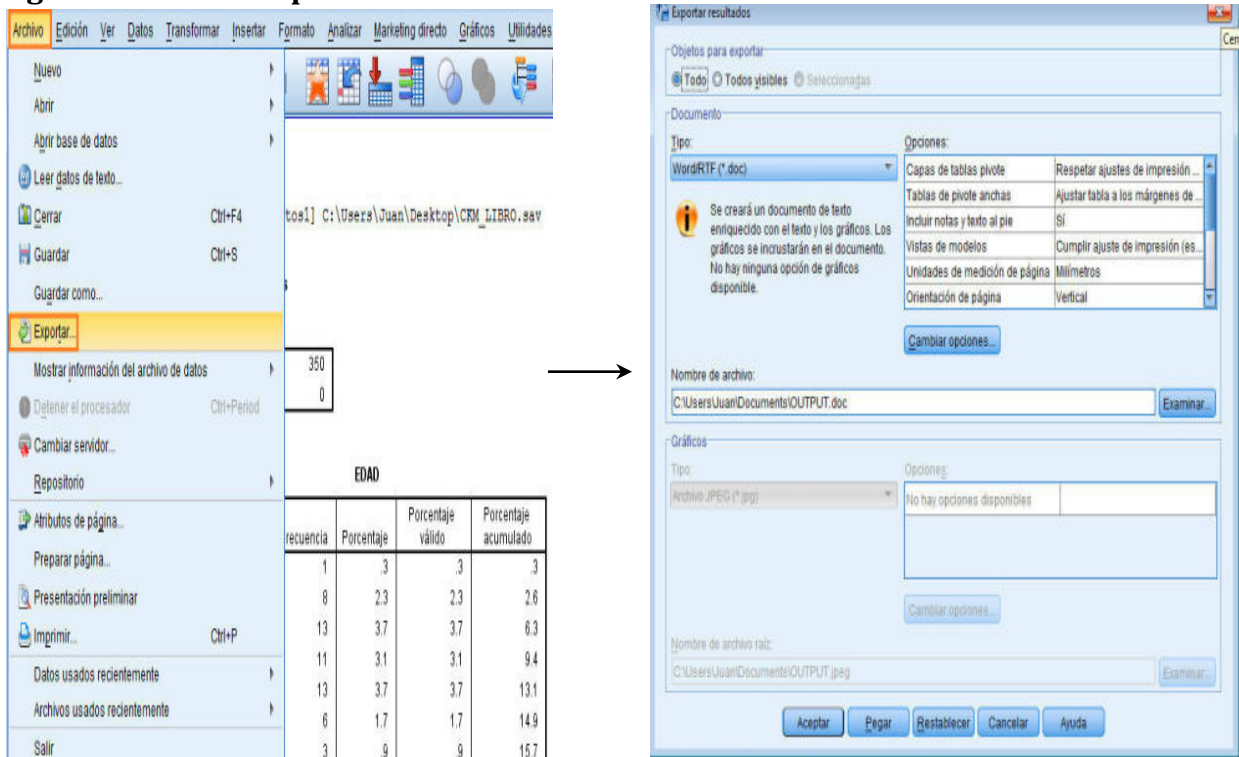 Archivo Edición Ver Datos Transformar Insertar Formato Analizar Marketing directo Gráficos Utilidades
Nuevo
Abrir
Abrir base de datos
Leer datos de texto...
Cerrar Ctrl+F4
Guardar Ctrl+S
Guardar como...
Exportar...
Mostrar información del archivo de datos
Detener el procesador Ctrl+Period
Cambiar servidor...
Repositorio
Atributos de página...
Preparar página...
Presentación preliminar
Imprimir... Ctrl+P
Datos usados recientemente
Archivos usados recientemente
Salir
tos1] C:\Users\Juan\Desktop\CKM_LIBRO.sav
s
350
0
EDAD
recuencia Porcentaje Porcentaje válido Porcentaje acumulado
1 .3 .3 .3
8 2.3 2.3 2.6
13 3.7 3.7 6.3
11 3.1 3.1 9.4
13 3.7 3.7 13.1
6 1.7 1.7 14.9
3 .9 .9 15.7
Exportar resultados
Cerr
Objetos para exportar
Todo Todos visibles Seleccionadas
Documento
Tipo: Opciones:
Word/RTF (*.doc)
Se creará un documento de texto
enriquecido con el texto y los gráficos. Los
gráficos se incrustarán en el documento.
No hay ninguna opción de gráficos
disponible.
Capas de tablas pivote Respetar ajustes de impresión ...
Tablas de pivote anchas Ajustar tabla a los márgenes de
Incluir notas y texto al pie Sí
Vistas de modelos Cumplir ajuste de impresión (es...
Unidades de medición de página Milímetros
Orientación de página Vertical
Cambiar opciones...
Nombre de archivo:
C:\Users\Juan\Documents\OUTPUT.doc Examinar...
Gráficos
Tipo: Opciones:
Archivo JPEG (*.jpg) No hay opciones disponibles
Cambiar opciones...
Nombre de archivo raíz:
C:\Users\Juan\Documents\OUTPUT.jpeg Examinar...
Aceptar Pegar Restablecer Cancelar Ayuda